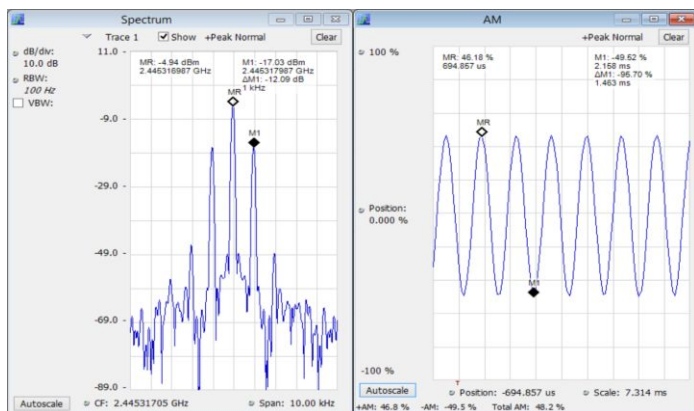 Spectrum
dB/div:
10.0 dB
RBW:
100 Hz
VBW:
Trace 1
Show
+Peak Normal
Clear
11.0
-9.0
-29.0
-49.0
-69.0
-89.0
MR: -4.94 dBm
2.445316987 GHz
M1: -17.03 dBm
2.445317987 GHz
ΔM1: -12.09 dB
1 kHz
MR
M1
Autoscale
CF: 2.44531705 GHz
Span: 10.00 kHz
AM
+Peak Normal
Clear
100 %
MR: 46.18 %
694.857 us
M1: -49.52 %
2.158 ms
ΔM1: -95.70 %
1.463 ms
MR
Position:
0.000 %
M1
-100 %
T
Autoscale
Position: -694.857 us
Scale: 7.314 ms
+AM: 46.8 %
-AM: -49.5 %
Total AM: 48.2 %